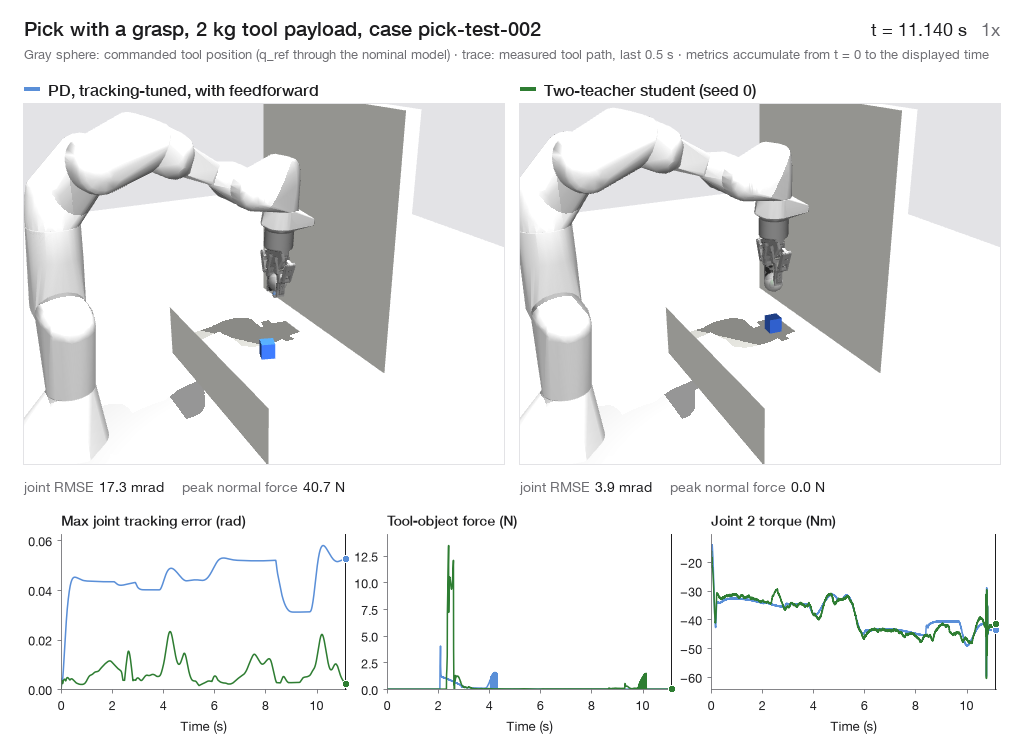 Pick with a grasp, 2 kg tool payload, case pick-test-002
t = 11.140 s 1x
Gray sphere: commanded tool position (q_ref through the nominal model) · trace: measured tool path, last 0.5 s · metrics accumulate from t = 0 to the displayed time
PD, tracking-tuned, with feedforward
Two-teacher student (seed 0)
joint RMSE 17.3 mrad peak normal force 40.7 N
joint RMSE 3.9 mrad peak normal force 0.0 N
Max joint tracking error (rad)
0.06
0.04
0.02
0.00
0 2 4 6 8 10
Time (s)
Tool-object force (N)
12.5
10.0
7.5
5.0
2.5
0.0
0 2 4 6 8 10
Time (s)
Joint 2 torque (Nm)
−20
−30
−40
−50
−60
0 2 4 6 8 10
Time (s)